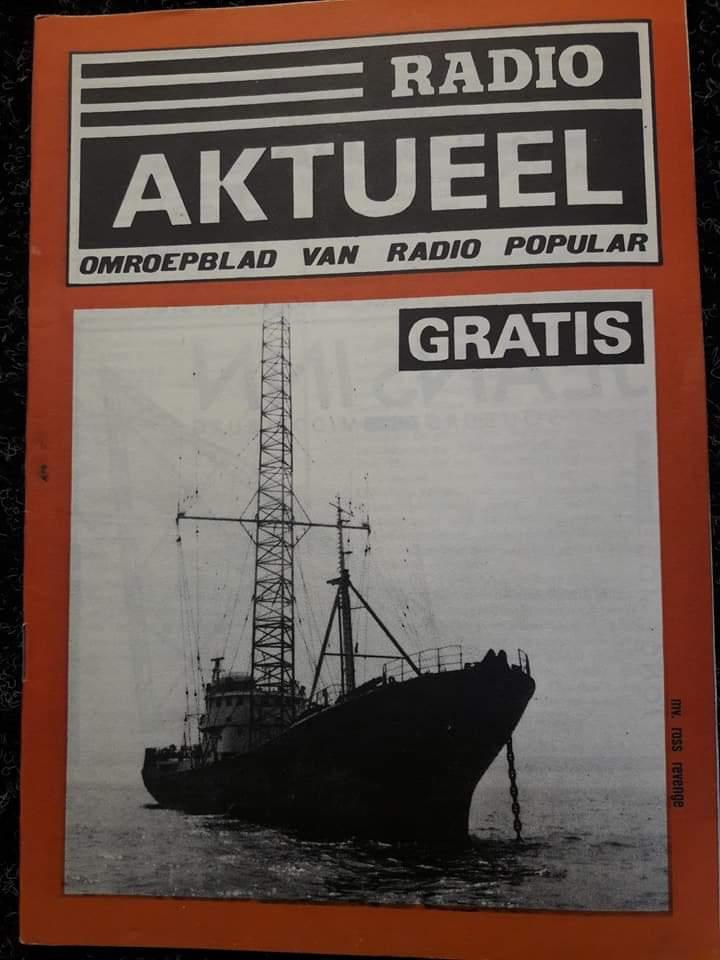 RADIO
AKTUEEL
OMROEPBLAD VAN RADIO POPULAR
GRATIS
mv. ross revenge